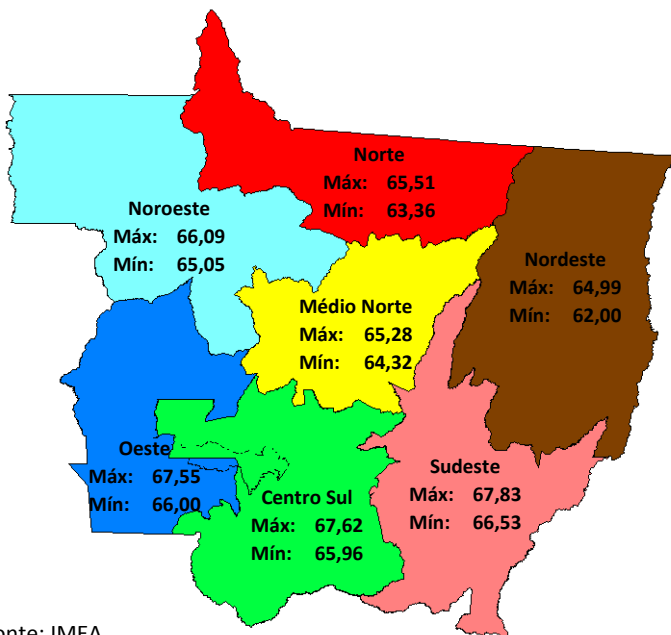 Norte
Máx: 65,51
Mín: 63,36
Noroeste
Máx: 66,09
Mín: 65,05
Nordeste
Máx: 64,99
Mín: 62,00
Médio Norte
Máx: 65,28
Mín: 64,32
Oeste
Máx: 67,55
Mín: 66,00
Centro Sul
Máx: 67,62
Mín: 65,96
Sudeste
Máx: 67,83
Mín: 66,53
onte: IMEA